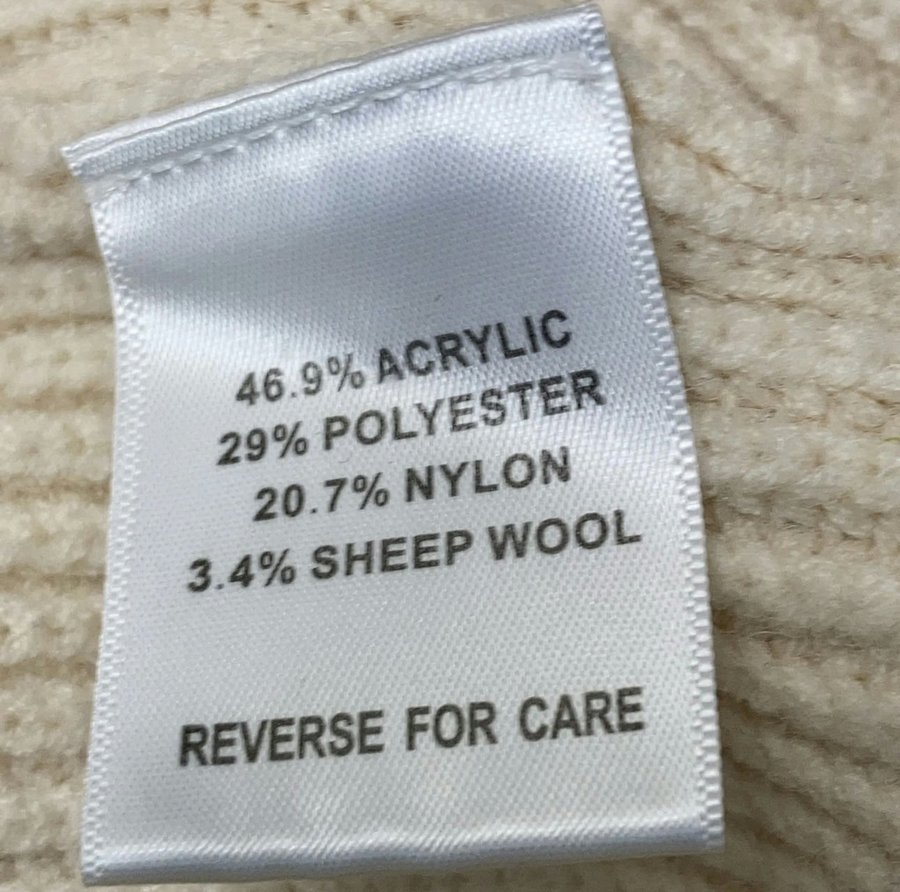 46.9% ACRYLIC
29% POLYESTER
20.7% NYLON
3.4% SHEEP WOOL
REVERSE FOR CARE